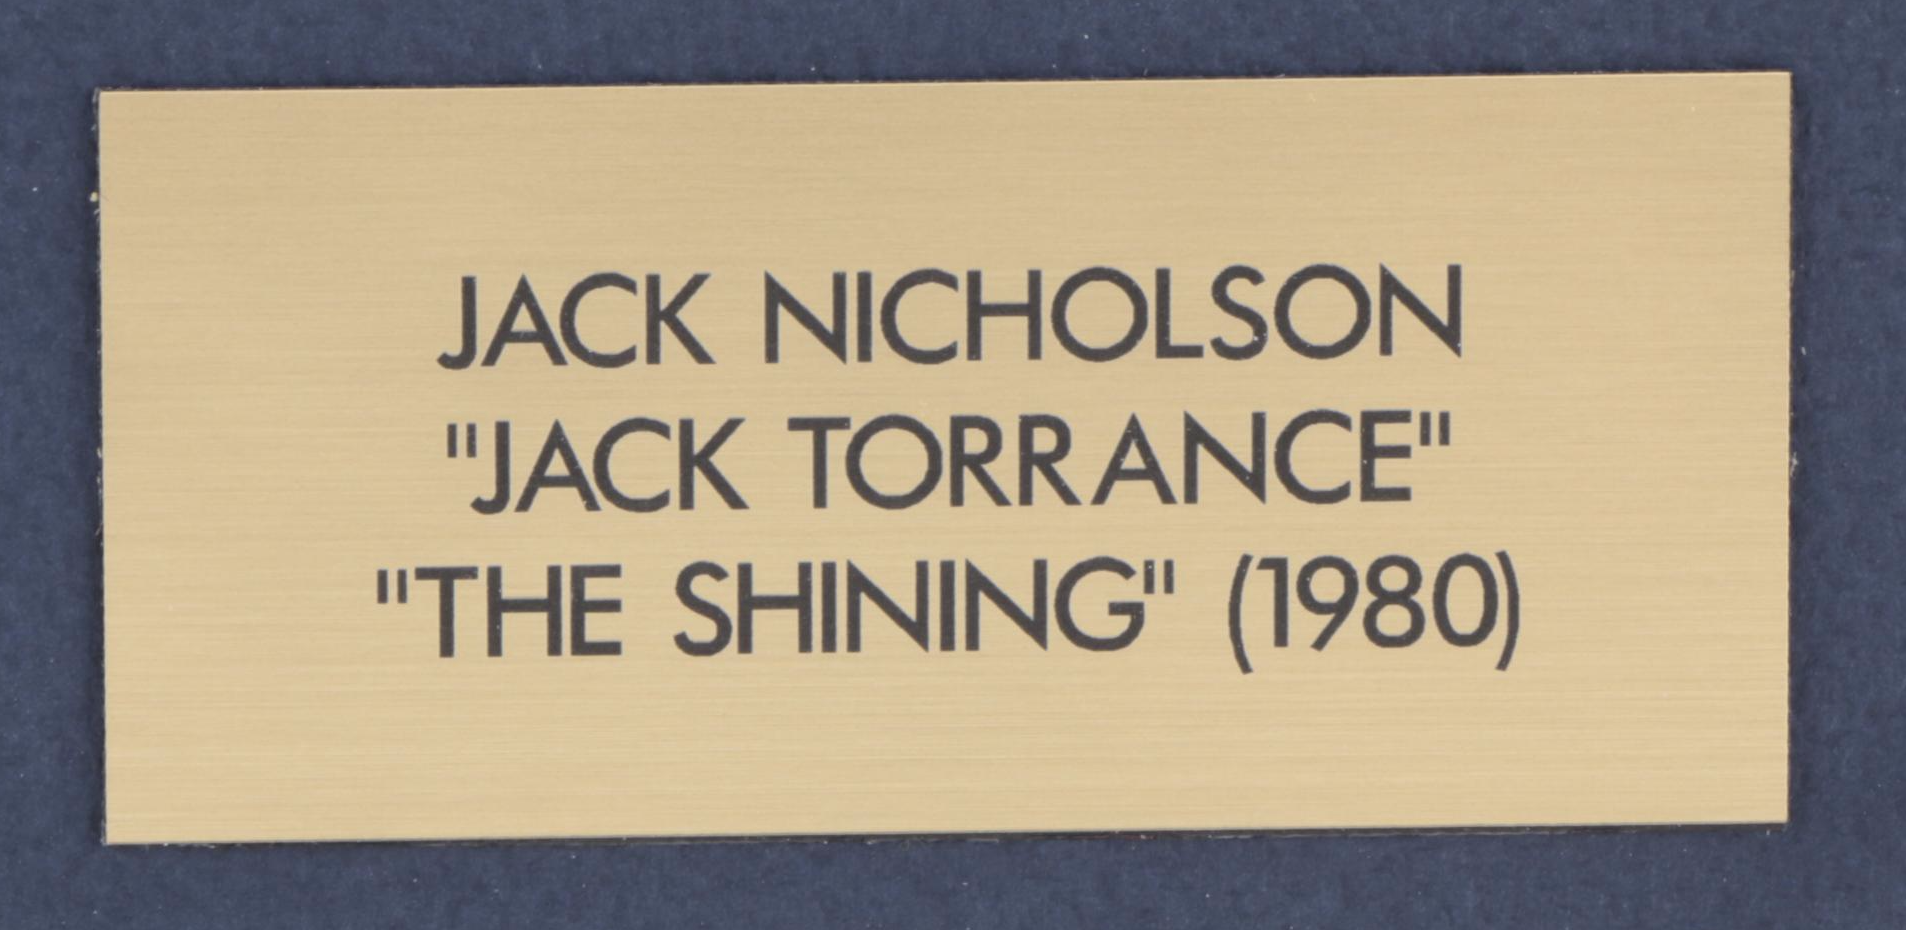 JACK NICHOLSON
"JACK TORRANCE"
"THE SHINING" (1980)